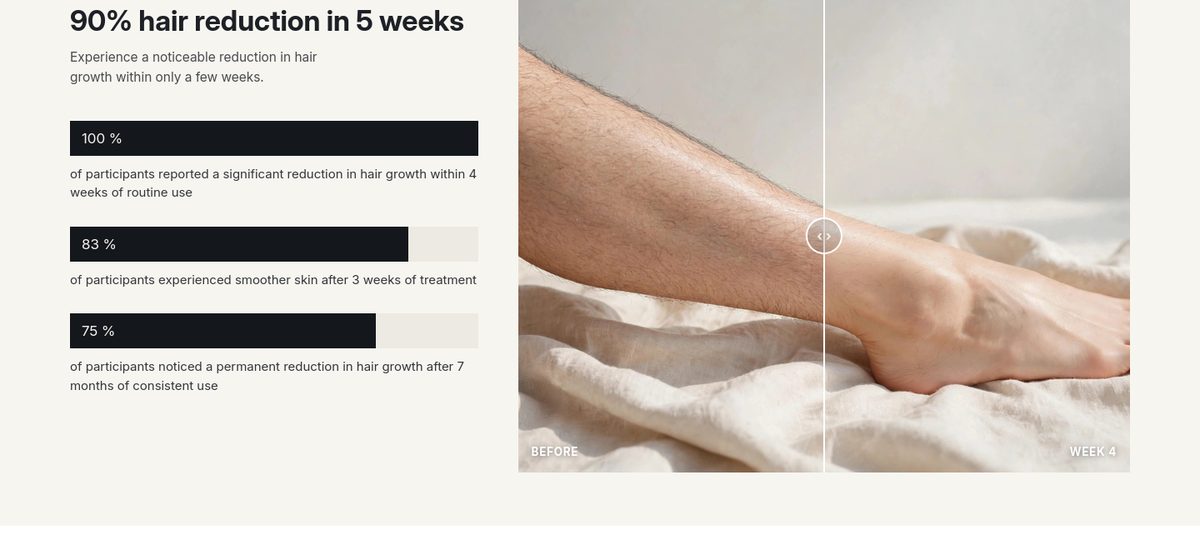 90% hair reduction in 5 weeks
Experience a noticeable reduction in hair
growth within only a few weeks.
100 %
of participants reported a significant reduction in hair growth within 4
weeks of routine use
83 %
of participants experienced smoother skin after 3 weeks of treatment
75 %
of participants noticed a permanent reduction in hair growth after 7
months of consistent use
BEFORE
WEEK 4